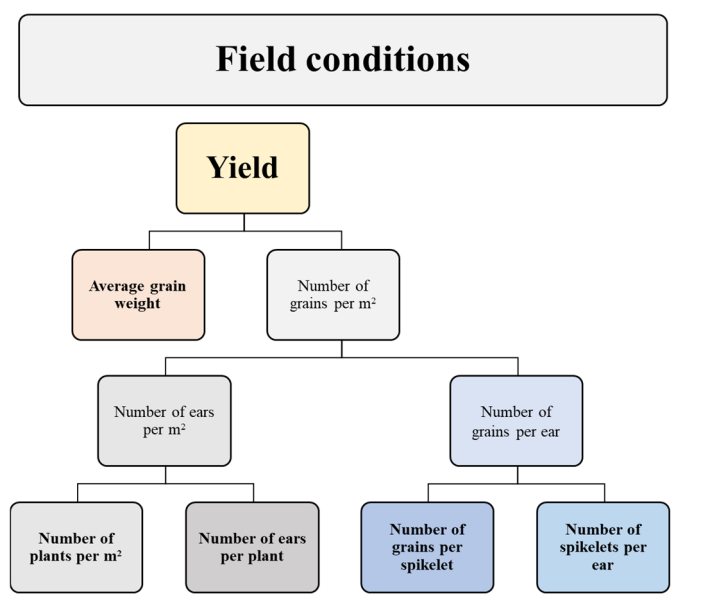 Field conditions
Yield
Average grain
weight
Number of
grains per m²
Number of ears
per m²
Number of
grains per ear
Number of
plants per m²
Number of ears
per plant
Number of
grains per
spikelet
Number of
spikelets per
ear